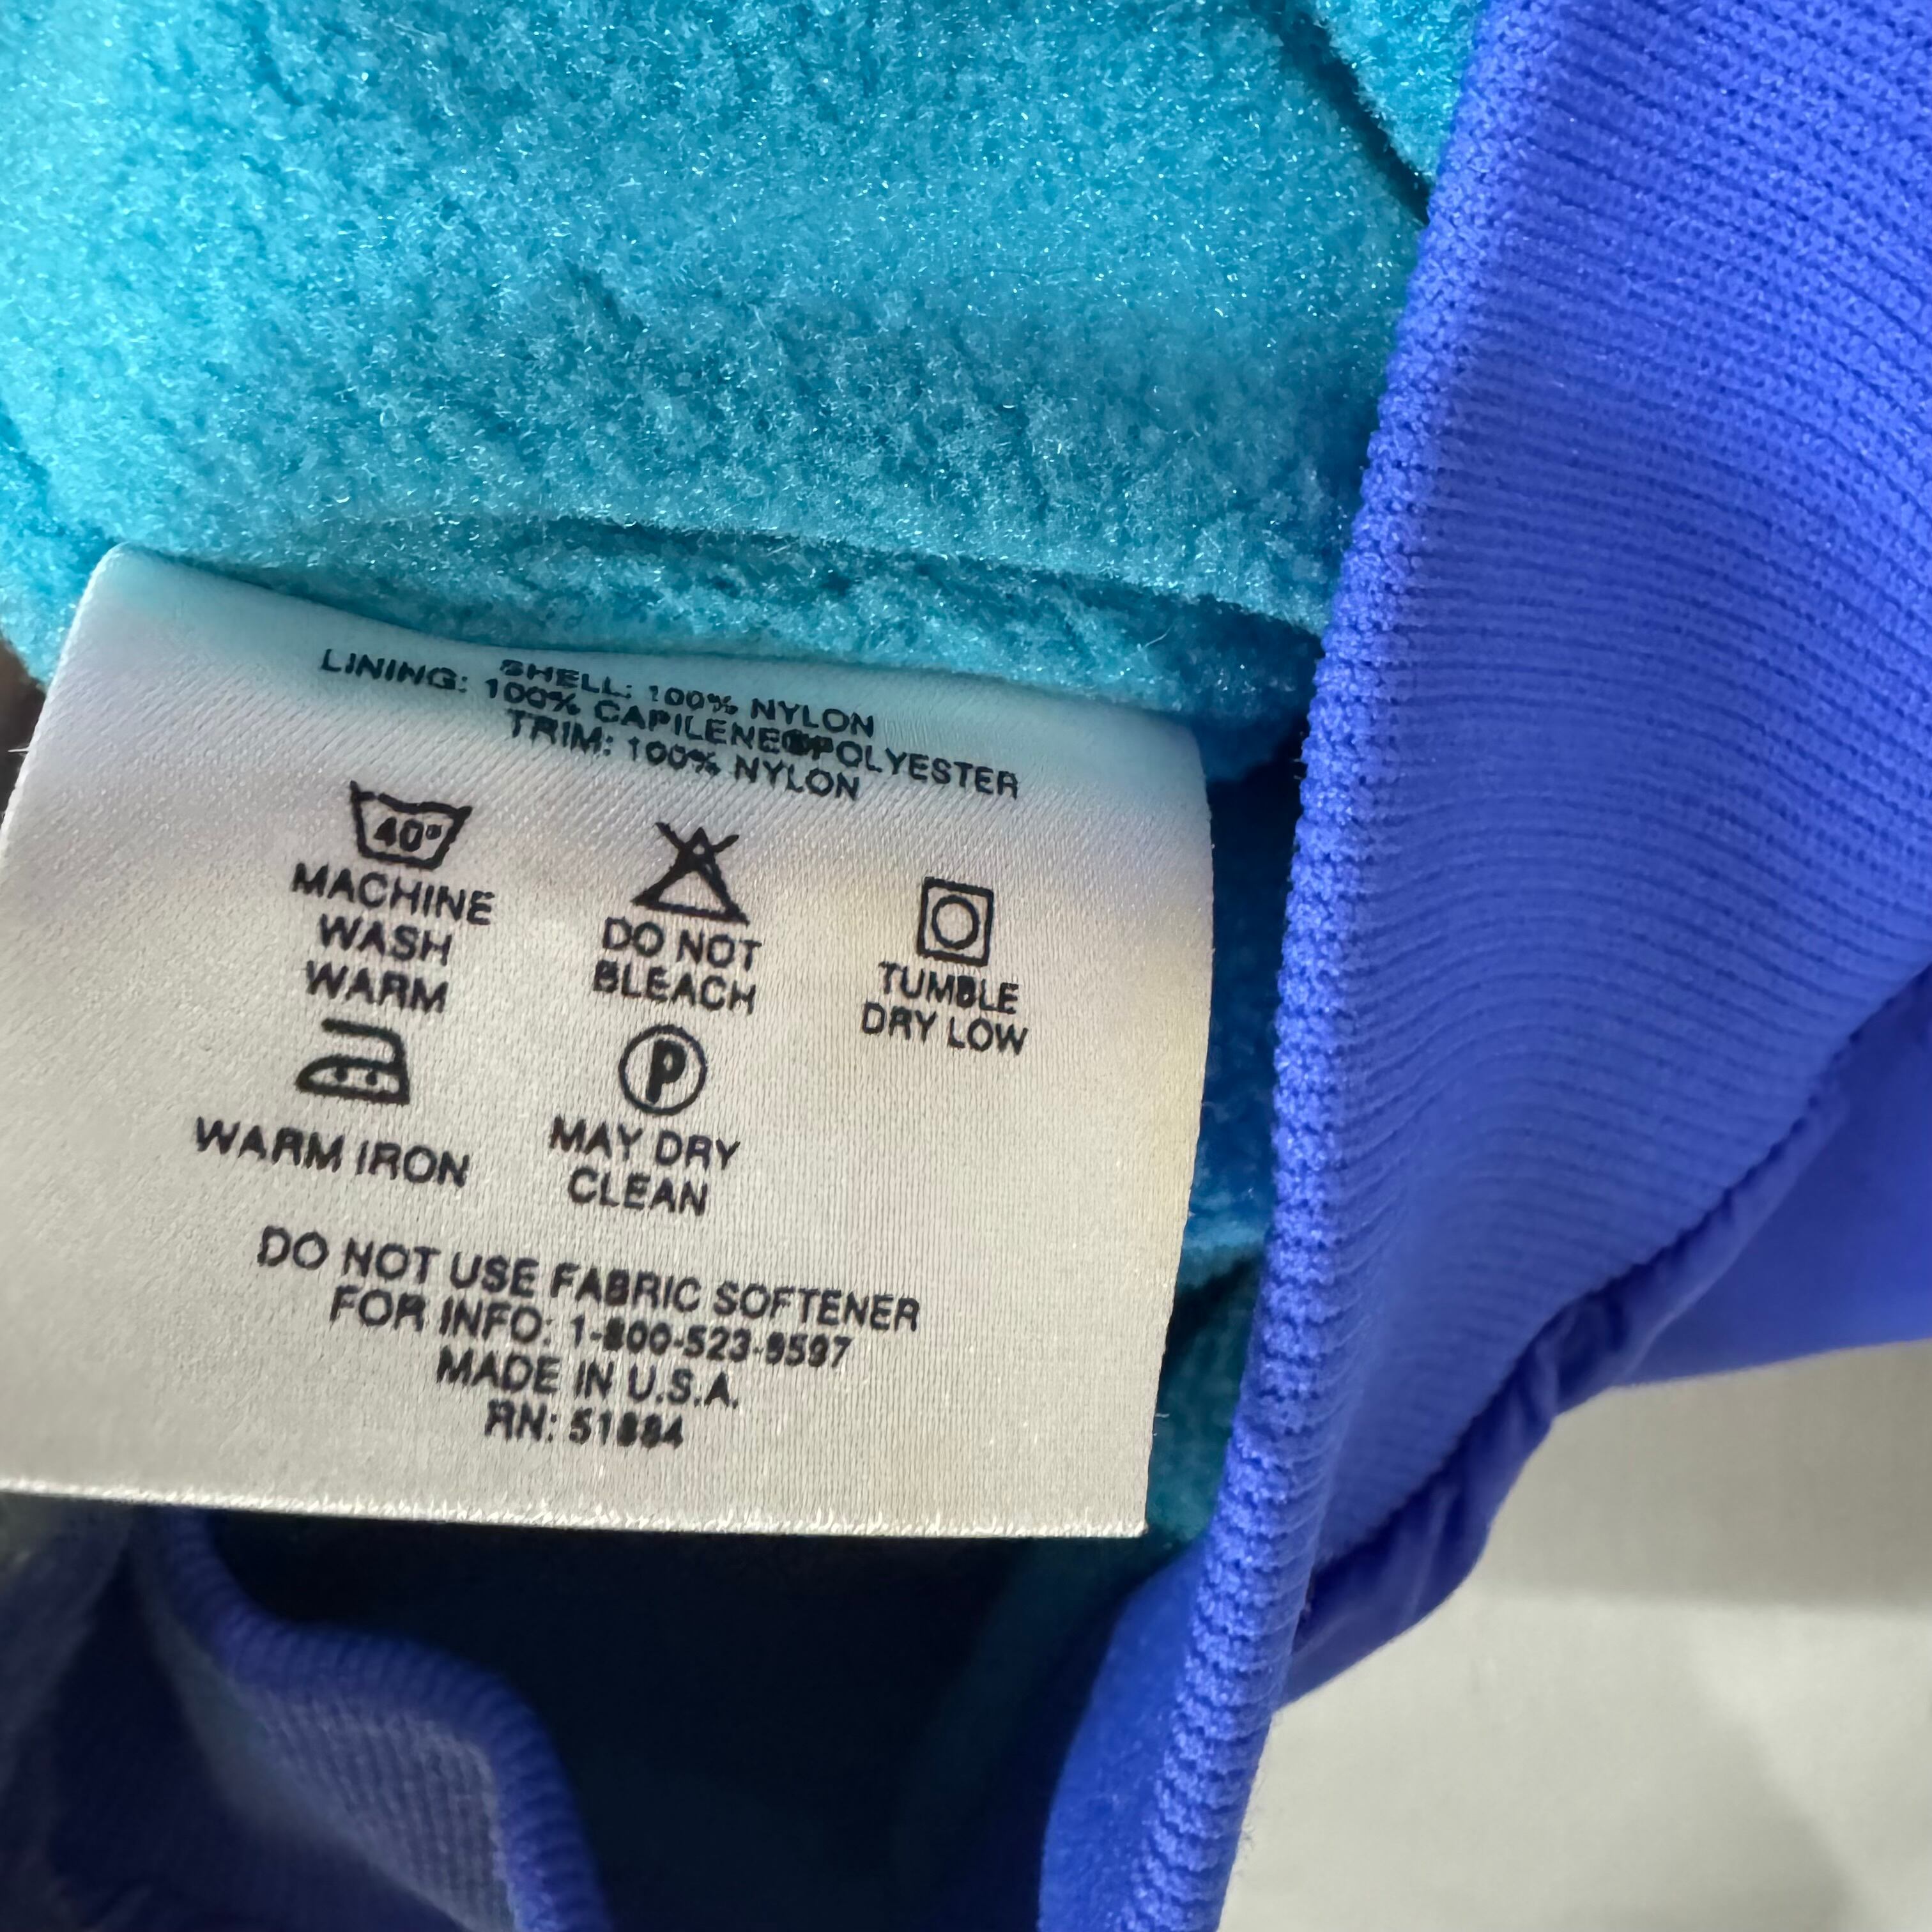 SHELL: 100% NYLON
LINING: 100% CAPILENE®POLYESTER
TRIM: 100% NYLON
40°
MACHINE
WASH
WARM
DO NOT
BLEACH
TUMBLE
DRY LOW
WARM IRON
P
MAY DRY
CLEAN
DO NOT USE FABRIC SOFTENER
FOR INFO: 1-800-523-9597
MADE IN U.S.A.
RN: 51884